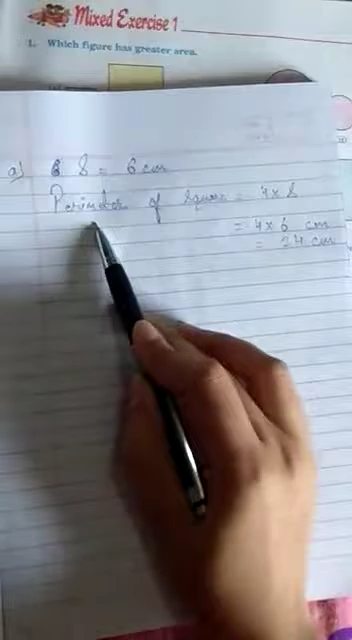 Mixed Exercise 1
1. Which figure has greater area.
a) S = 6 cm
Perimeter of square = 4 x S
= 4 x 6 cm
= 24 cm